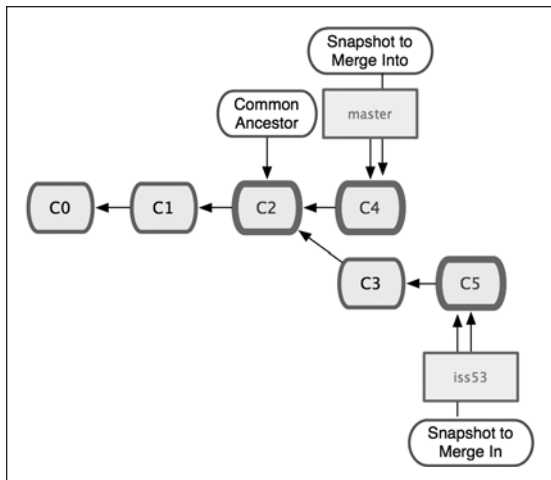 Snapshot to
Merge Into
Common
Ancestor
master
C0
C1
C2
C4
C3
C5
iss53
Snapshot to
Merge In